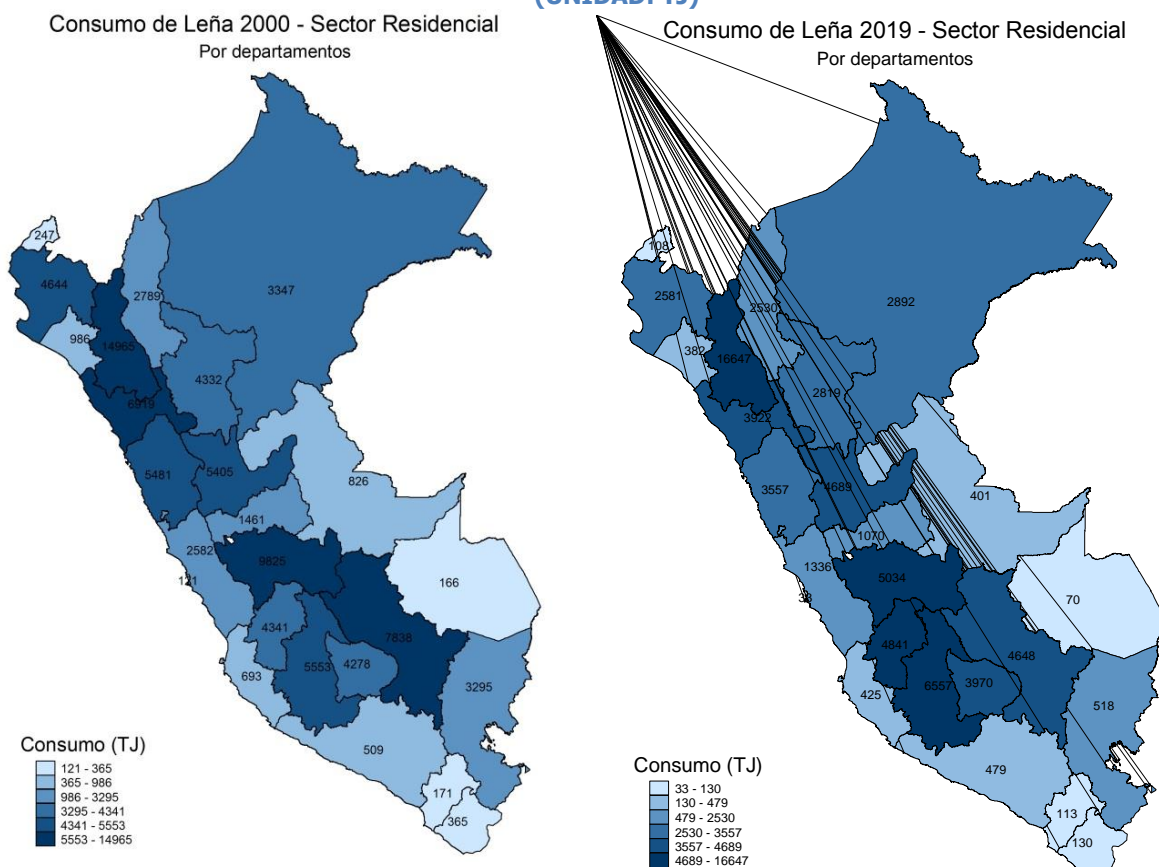 (UNIDAD: TJ)
Consumo de Leña 2000 - Sector Residencial
Por departamentos
247
4644
2789
3347
986
14965
4332
6919
5481
5405
826
1461
2582
9825
121
166
4341
7838
5553
4278
693
3295
509
171
365
Consumo (TJ)
121 - 365
365 - 986
986 - 3295
3295 - 4341
4341 - 5553
5553 - 14965
Consumo de Leña 2019 - Sector Residencial
Por departamentos
108
2581
2530
2892
382
16647
2819
3922
3557
4689
401
1070
1336
5034
33
70
4841
4648
6557
3970
425
518
479
113
130
Consumo (TJ)
33 - 130
130 - 479
479 - 2530
2530 - 3557
3557 - 4689
4689 - 16647